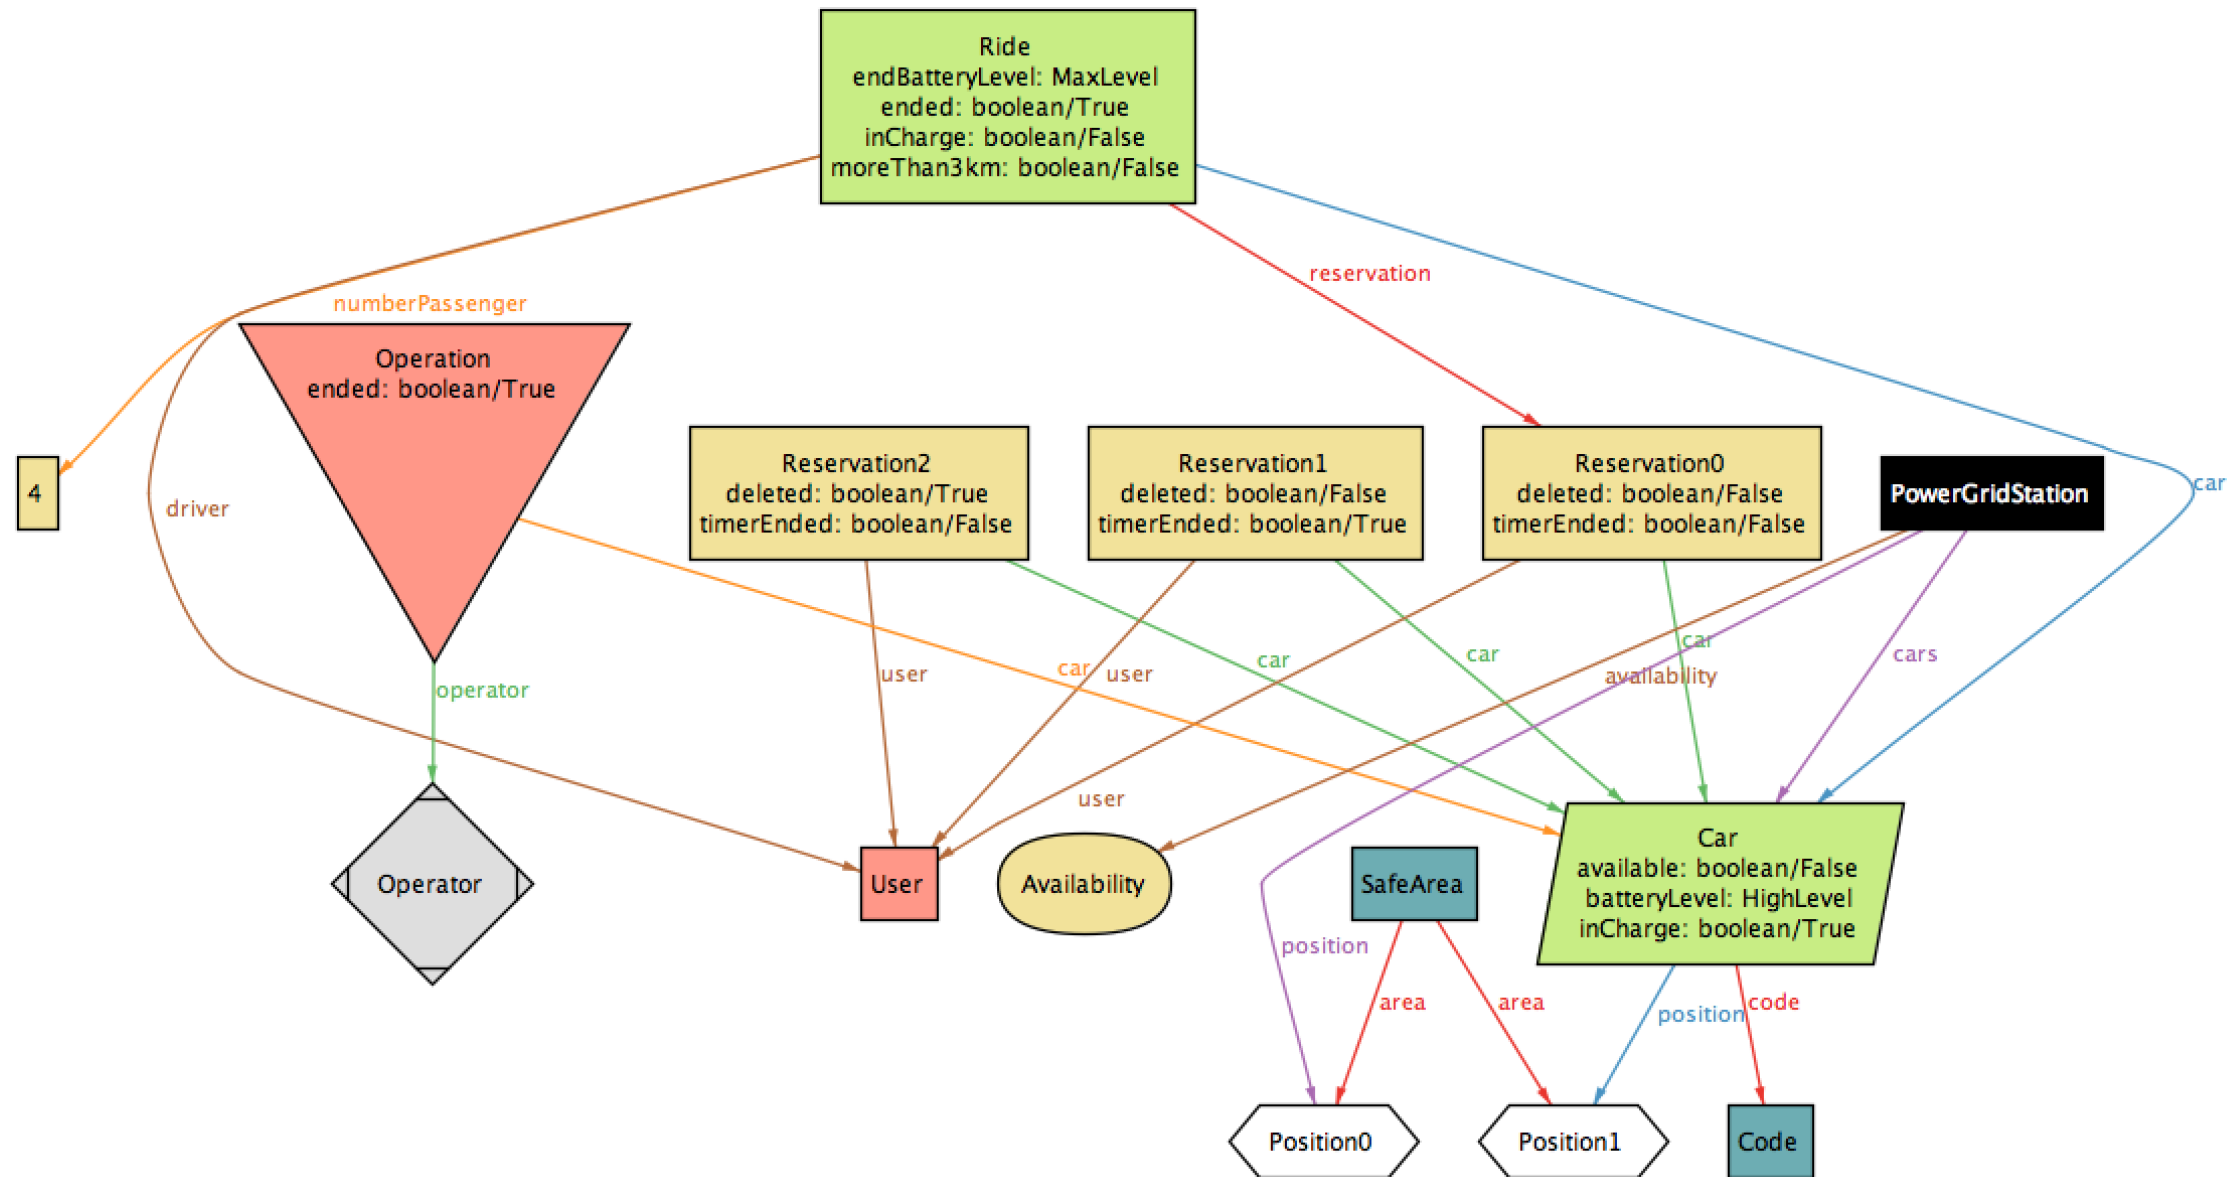 Ride
endBatteryLevel: MaxLevel
ended: boolean/True
inCharge: boolean/False
moreThan3km: boolean/False
reservation
numberPassenger
Operation
ended: boolean/True
4
driver
Reservation2
deleted: boolean/True
timerEnded: boolean/False
Reservation1
deleted: boolean/False
timerEnded: boolean/True
Reservation0
deleted: boolean/False
timerEnded: boolean/False
PowerGridStation
car
operator
user
car
user
car
car
car
availability
cars
user
Operator
User
Availability
SafeArea
Car
available: boolean/False
batteryLevel: HighLevel
inCharge: boolean/True
position
area
area
position
code
Position0
Position1
Code